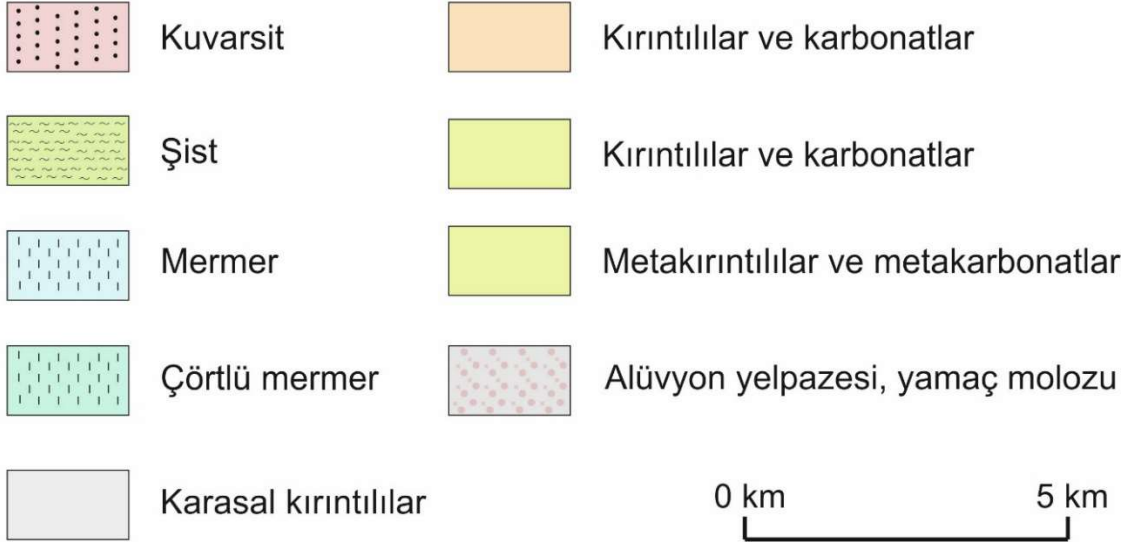 Kuvarsit
Kırıntılılar ve karbonatlar
Şist
Kırıntılılar ve karbonatlar
Mermer
Metakırıntılılar ve metakarbonatlar
Çörtlü mermer
Alüvyon yelpazesi, yamaç molozu
Karasal kırıntılılar
0 km
5 km